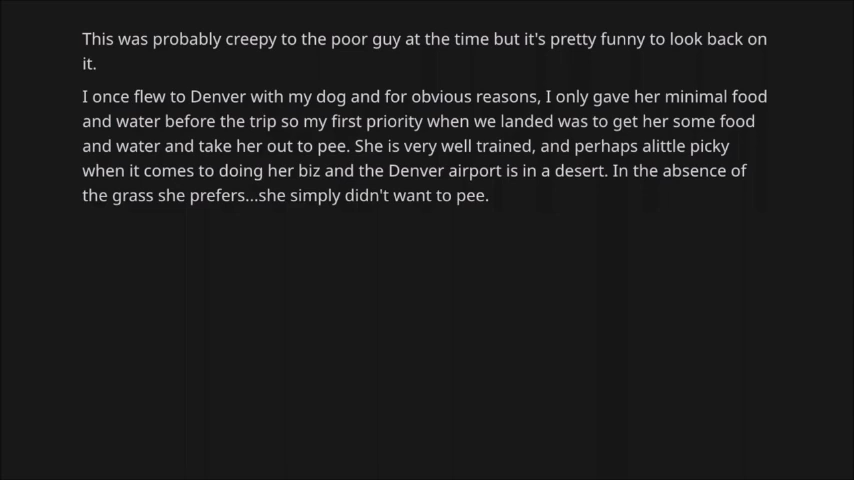 This was probably creepy to the poor guy at the time but it's pretty funny to look back on
it.
I once flew to Denver with my dog and for obvious reasons, I only gave her minimal food
and water before the trip so my first priority when we landed was to get her some food
and water and take her out to pee. She is very well trained, and perhaps alittle picky
when it comes to doing her biz and the Denver airport is in a desert. In the absence of
the grass she prefers...she simply didn't want to pee.